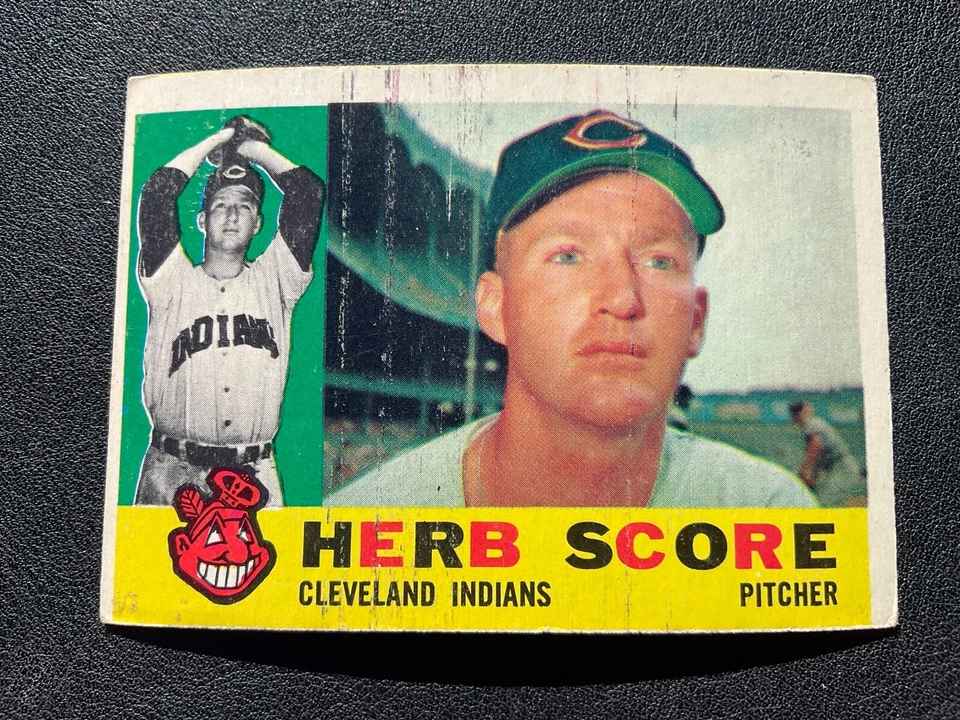 C
C
INDIANS
HERB SCORE
CLEVELAND INDIANS PITCHER